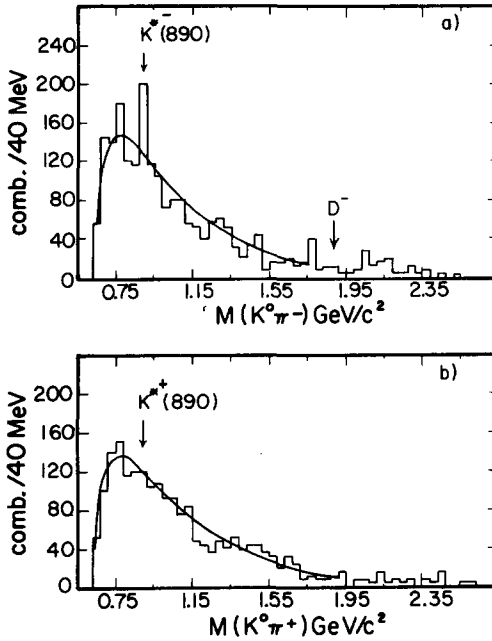 a)
K*⁻(890)
D⁻
comb./40 MeV
240
200
160
120
80
40
0
0.75 1.15 1.55 1.95 2.35
M(K⁰π⁻) GeV/c²
b)
K*⁺(890)
comb./40 MeV
200
160
120
80
40
0
0.75 1.15 1.55 1.95 2.35
M(K⁰π⁺) GeV/c²